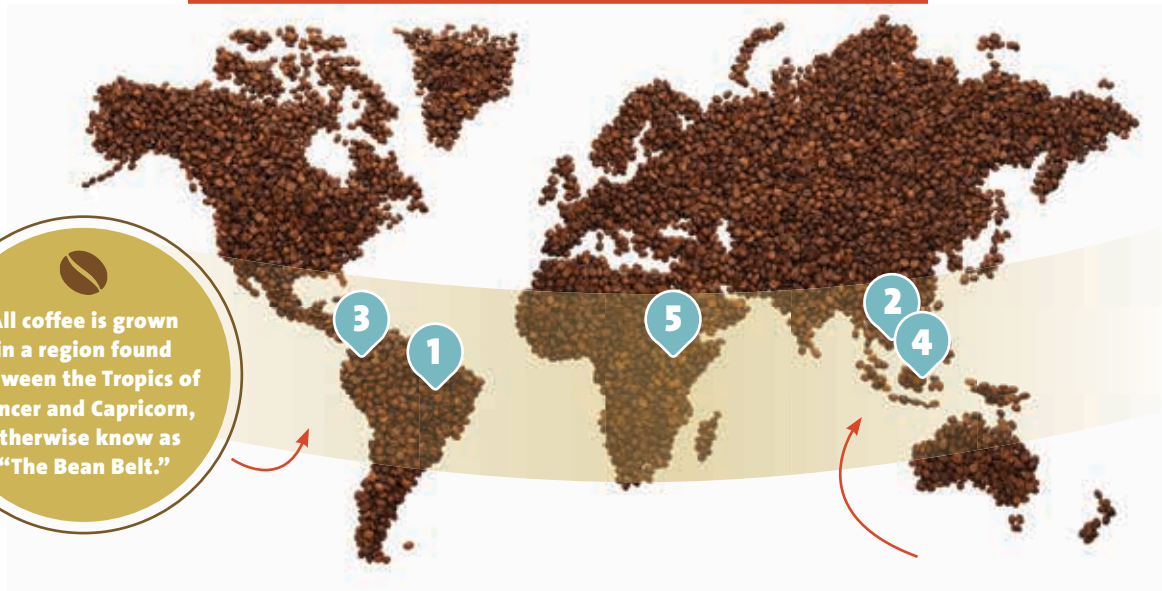 All coffee is grown
in a region found
ween the Tropics of
ncer and Capricorn,
therwise know as
“The Bean Belt.”
3
1
5
2
4